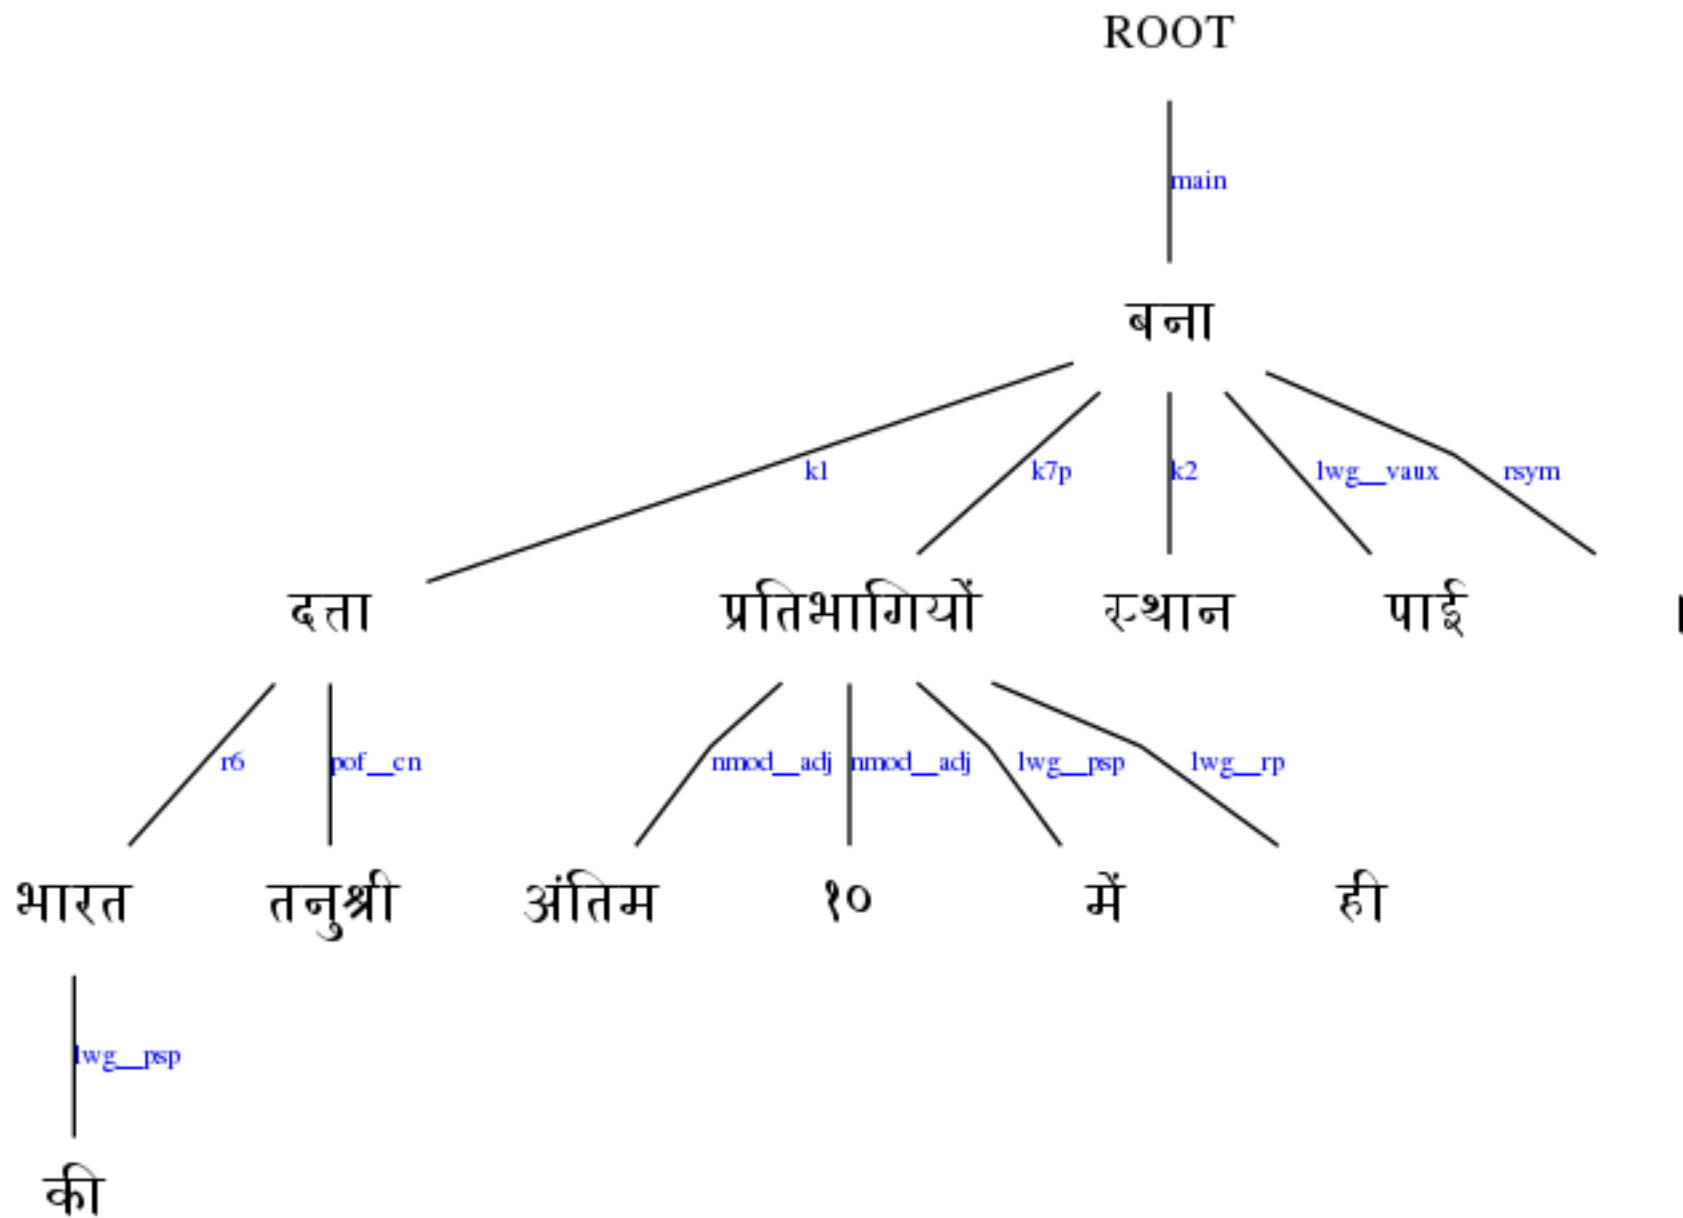 ROOT
main
बना
k1 k7p k2 lwg__vaux rsym
दत्ता प्रतिभागियों स्थान पाई ।
r6 pof__cn nmod__adj nmod__adj lwg__psp lwg__rp
भारत तनुश्री अंतिम १० में ही
lwg__psp
की